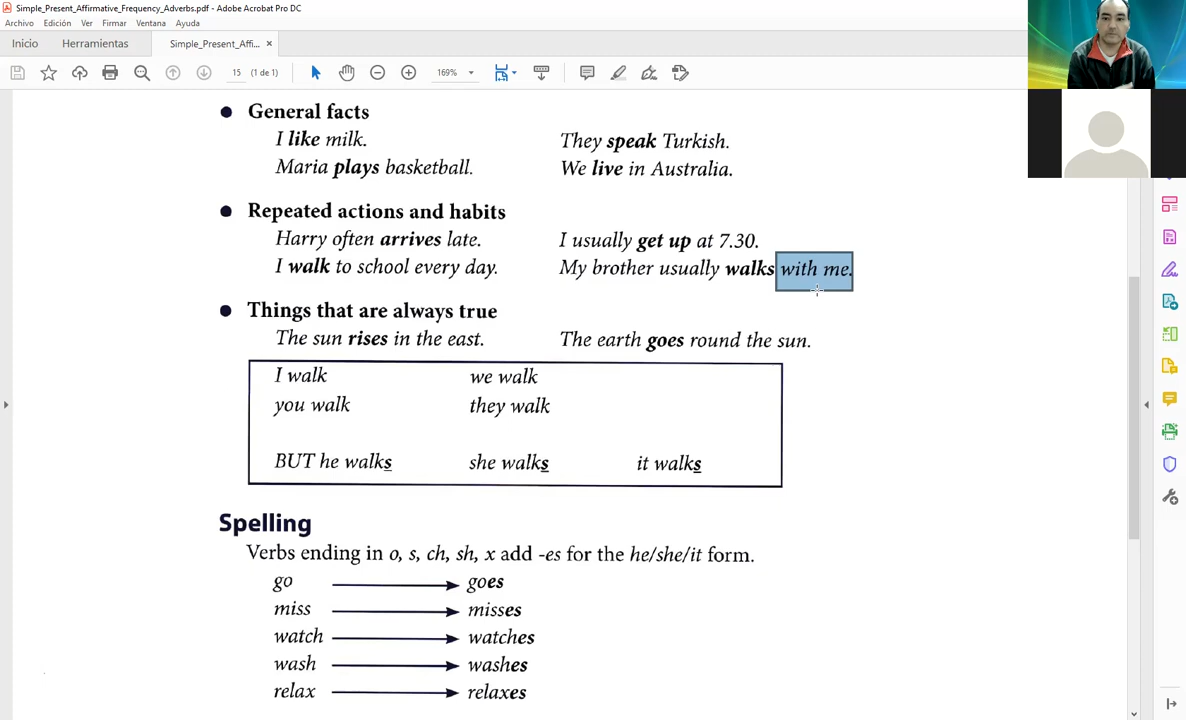 Simple_Present_Affirmative_Frequency_Adverbs.pdf - Adobe Acrobat Pro DC
Archivo Edición Ver Firmar Ventana Ayuda
Inicio Herramientas Simple_Present_Affi... ×
15 (1 de 1) 169%
General facts
I like milk. They speak Turkish.
Maria plays basketball. We live in Australia.
Repeated actions and habits
Harry often arrives late. I usually get up at 7.30.
I walk to school every day. My brother usually walks with me.
Things that are always true
The sun rises in the east. The earth goes round the sun.
I walk we walk
you walk they walk
BUT he walks she walks it walks
Spelling
Verbs ending in o, s, ch, sh, x add -es for the he/she/it form.
go goes
miss misses
watch watches
wash washes
relax relaxes